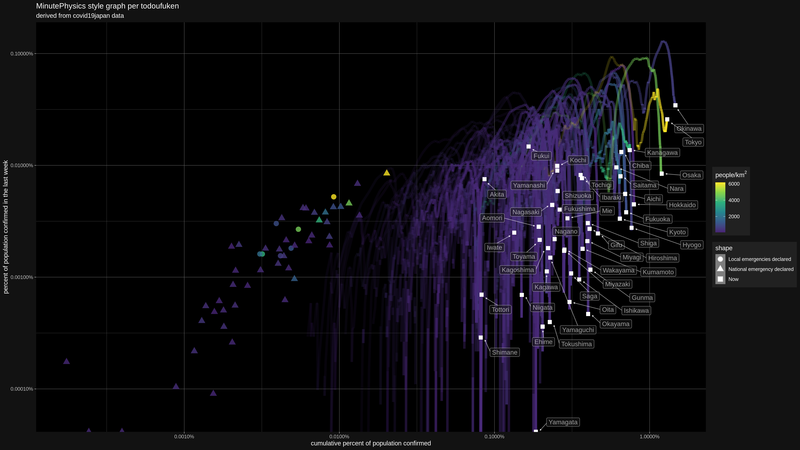 MinutePhysics style graph per todoufuken
derived from covid19japan data
percent of population confirmed in the last week
0.10000%
0.01000%
0.00100%
0.00010%
Okinawa
Tokyo
Kanagawa
Fukui
Kochi
Chiba
Osaka
Yamanashi
Tochigi
Saitama
Nara
Akita
Shizuoka
Ibaraki
Aichi
Hokkaido
Nagasaki
Fukushima
Mie
Aomori
Fukuoka
Nagano
Kyoto
Iwate
Gifu
Shiga
Hyogo
Toyama
Miyagi
Hiroshima
Kagoshima
Wakayama
Kumamoto
Kagawa
Miyazaki
Saga
Gunma
Tottori
Niigata
Oita
Ishikawa
Okayama
Yamaguchi
Ehime
Tokushima
Shimane
Yamagata
0.0010%
0.0100%
0.1000%
1.0000%
cumulative percent of population confirmed
people/km²
6000
4000
2000
shape
Local emergencies declared
National emergency declared
Now